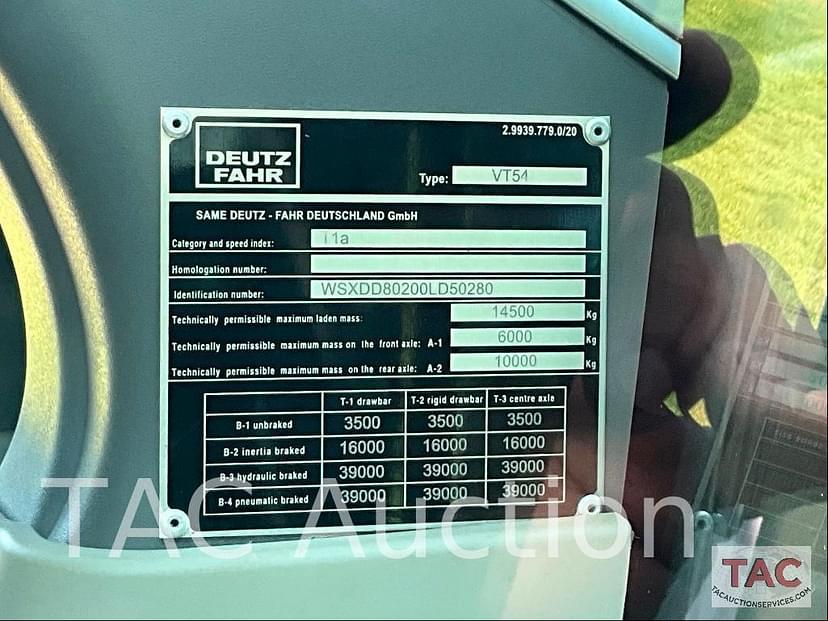 2.9939.779.0/20
DEUTZ
FAHR
Type: VT54
SAME DEUTZ - FAHR DEUTSCHLAND GmbH
Category and speed index: T1a
Homologation number:
Identification number: WSXDD80200LD50280
Technically permissible maximum laden mass: 14500 Kg
Technically permissible maximum mass on the front axle: A-1 6000 Kg
Technically permissible maximum mass on the rear axle: A-2 10000 Kg
T-1 drawbar T-2 rigid drawbar T-3 centre axle
B-1 unbraked 3500 3500 3500
B-2 inertia braked 16000 16000 16000
B-3 hydraulic braked 39000 39000 39000
B-4 pneumatic braked 39000 39000 39000
TAC Auction
TAC
TACAUCTIONSERVICES.COM